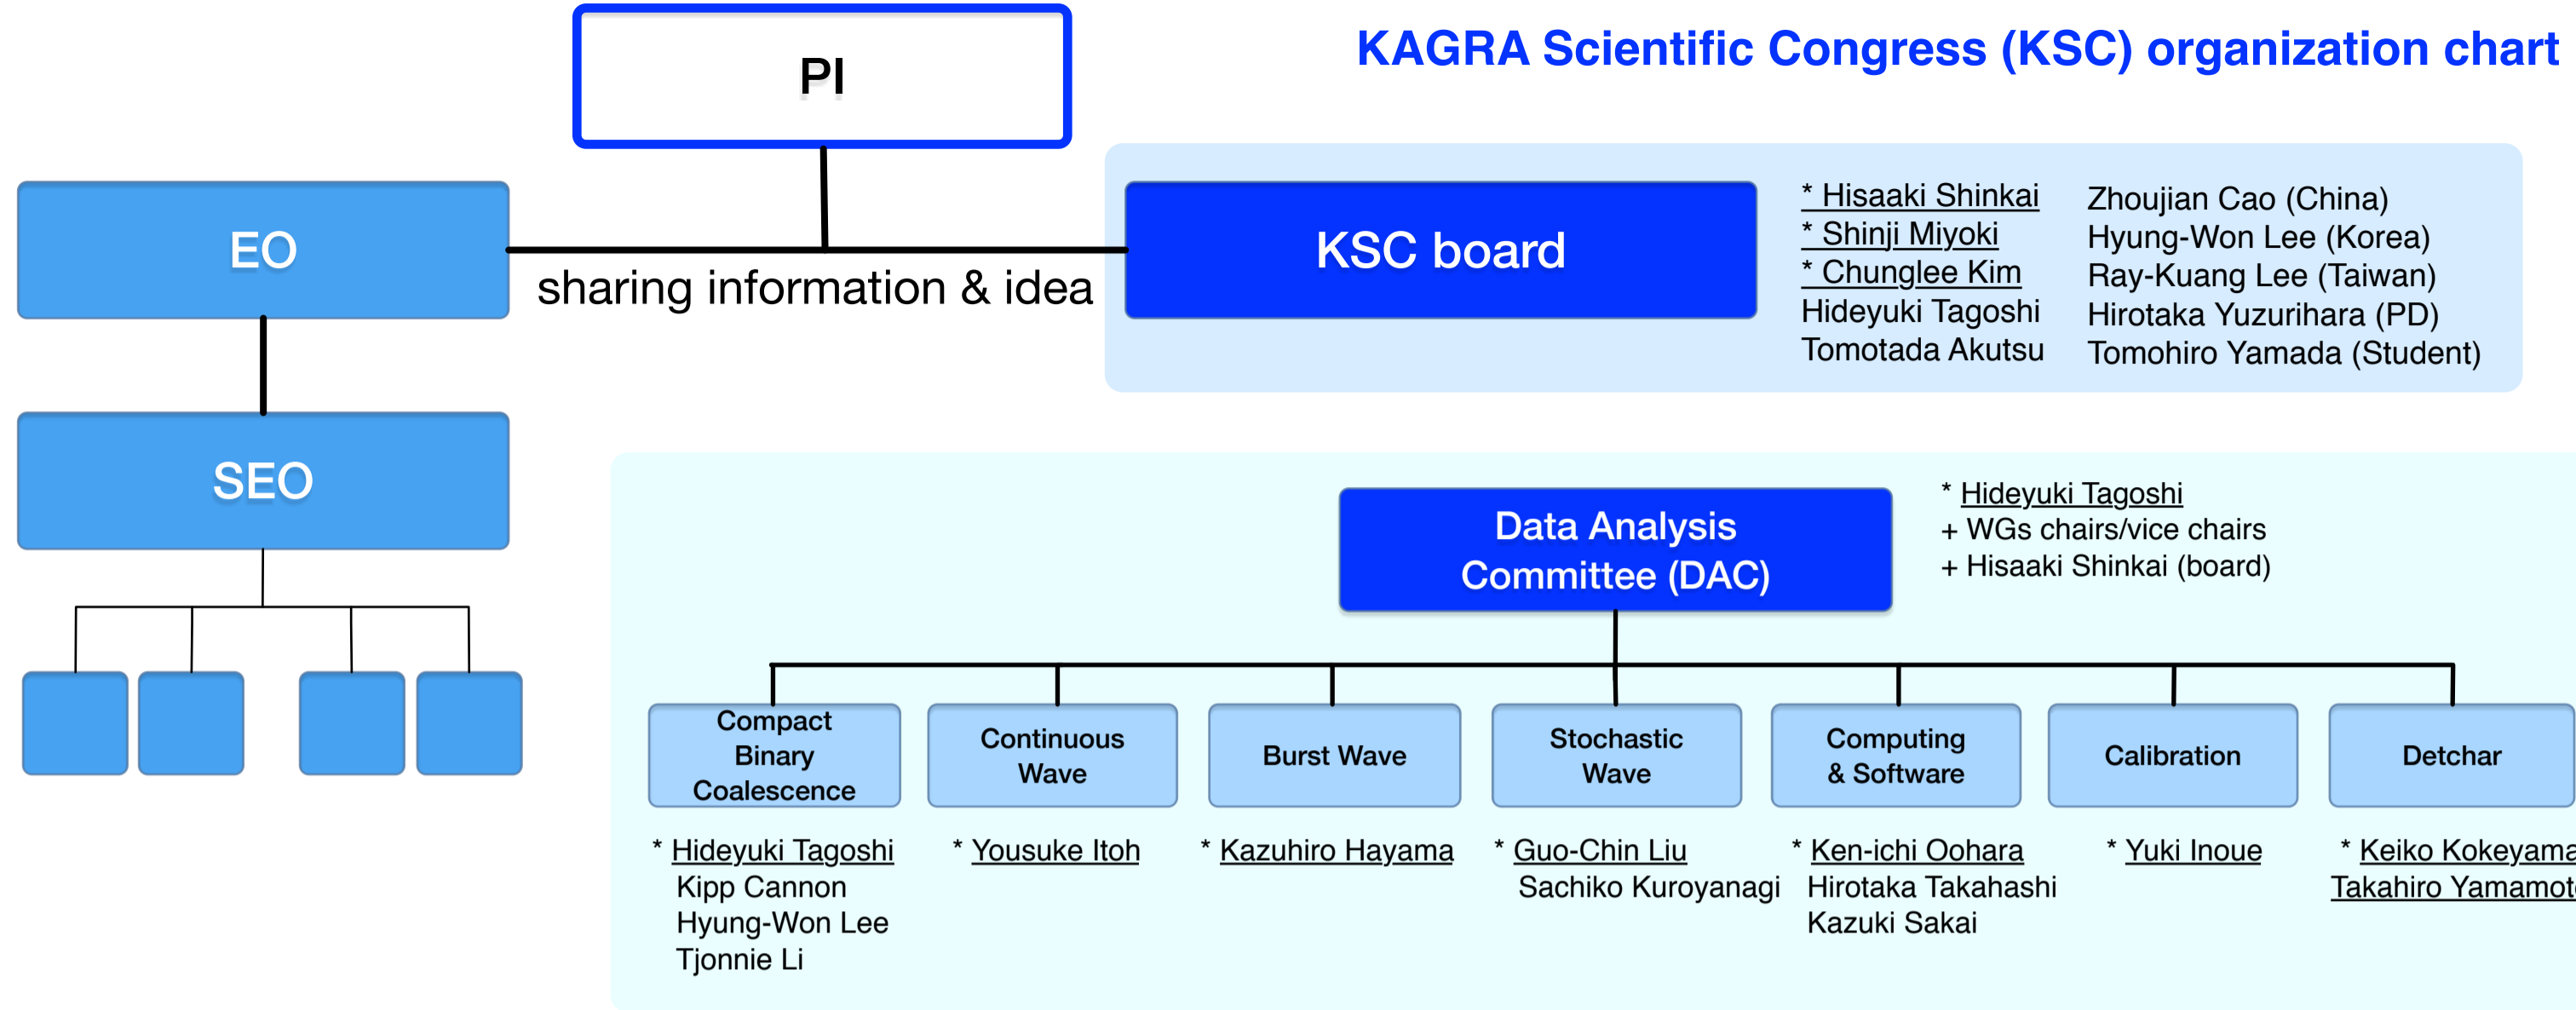 PI
KAGRA Scientific Congress (KSC) organization chart
EO
sharing information & idea
KSC board
* Hisaaki Shinkai
* Shinji Miyoki
* Chunglee Kim
Hideyuki Tagoshi
Tomotada Akutsu
Zhoujian Cao (China)
Hyung-Won Lee (Korea)
Ray-Kuang Lee (Taiwan)
Hirotaka Yuzurihara (PD)
Tomohiro Yamada (Student)
SEO
Data Analysis
Committee (DAC)
* Hideyuki Tagoshi
+ WGs chairs/vice chairs
+ Hisaaki Shinkai (board)
Compact
Binary
Coalescence
* Hideyuki Tagoshi
Kipp Cannon
Hyung-Won Lee
Tjonnie Li
Continuous
Wave
* Yousuke Itoh
Burst Wave
* Kazuhiro Hayama
Stochastic
Wave
* Guo-Chin Liu
Sachiko Kuroyanagi
Computing
& Software
* Ken-ichi Oohara
Hirotaka Takahashi
Kazuki Sakai
Calibration
* Yuki Inoue
Detchar
* Keiko Kokeyama
Takahiro Yamamoto